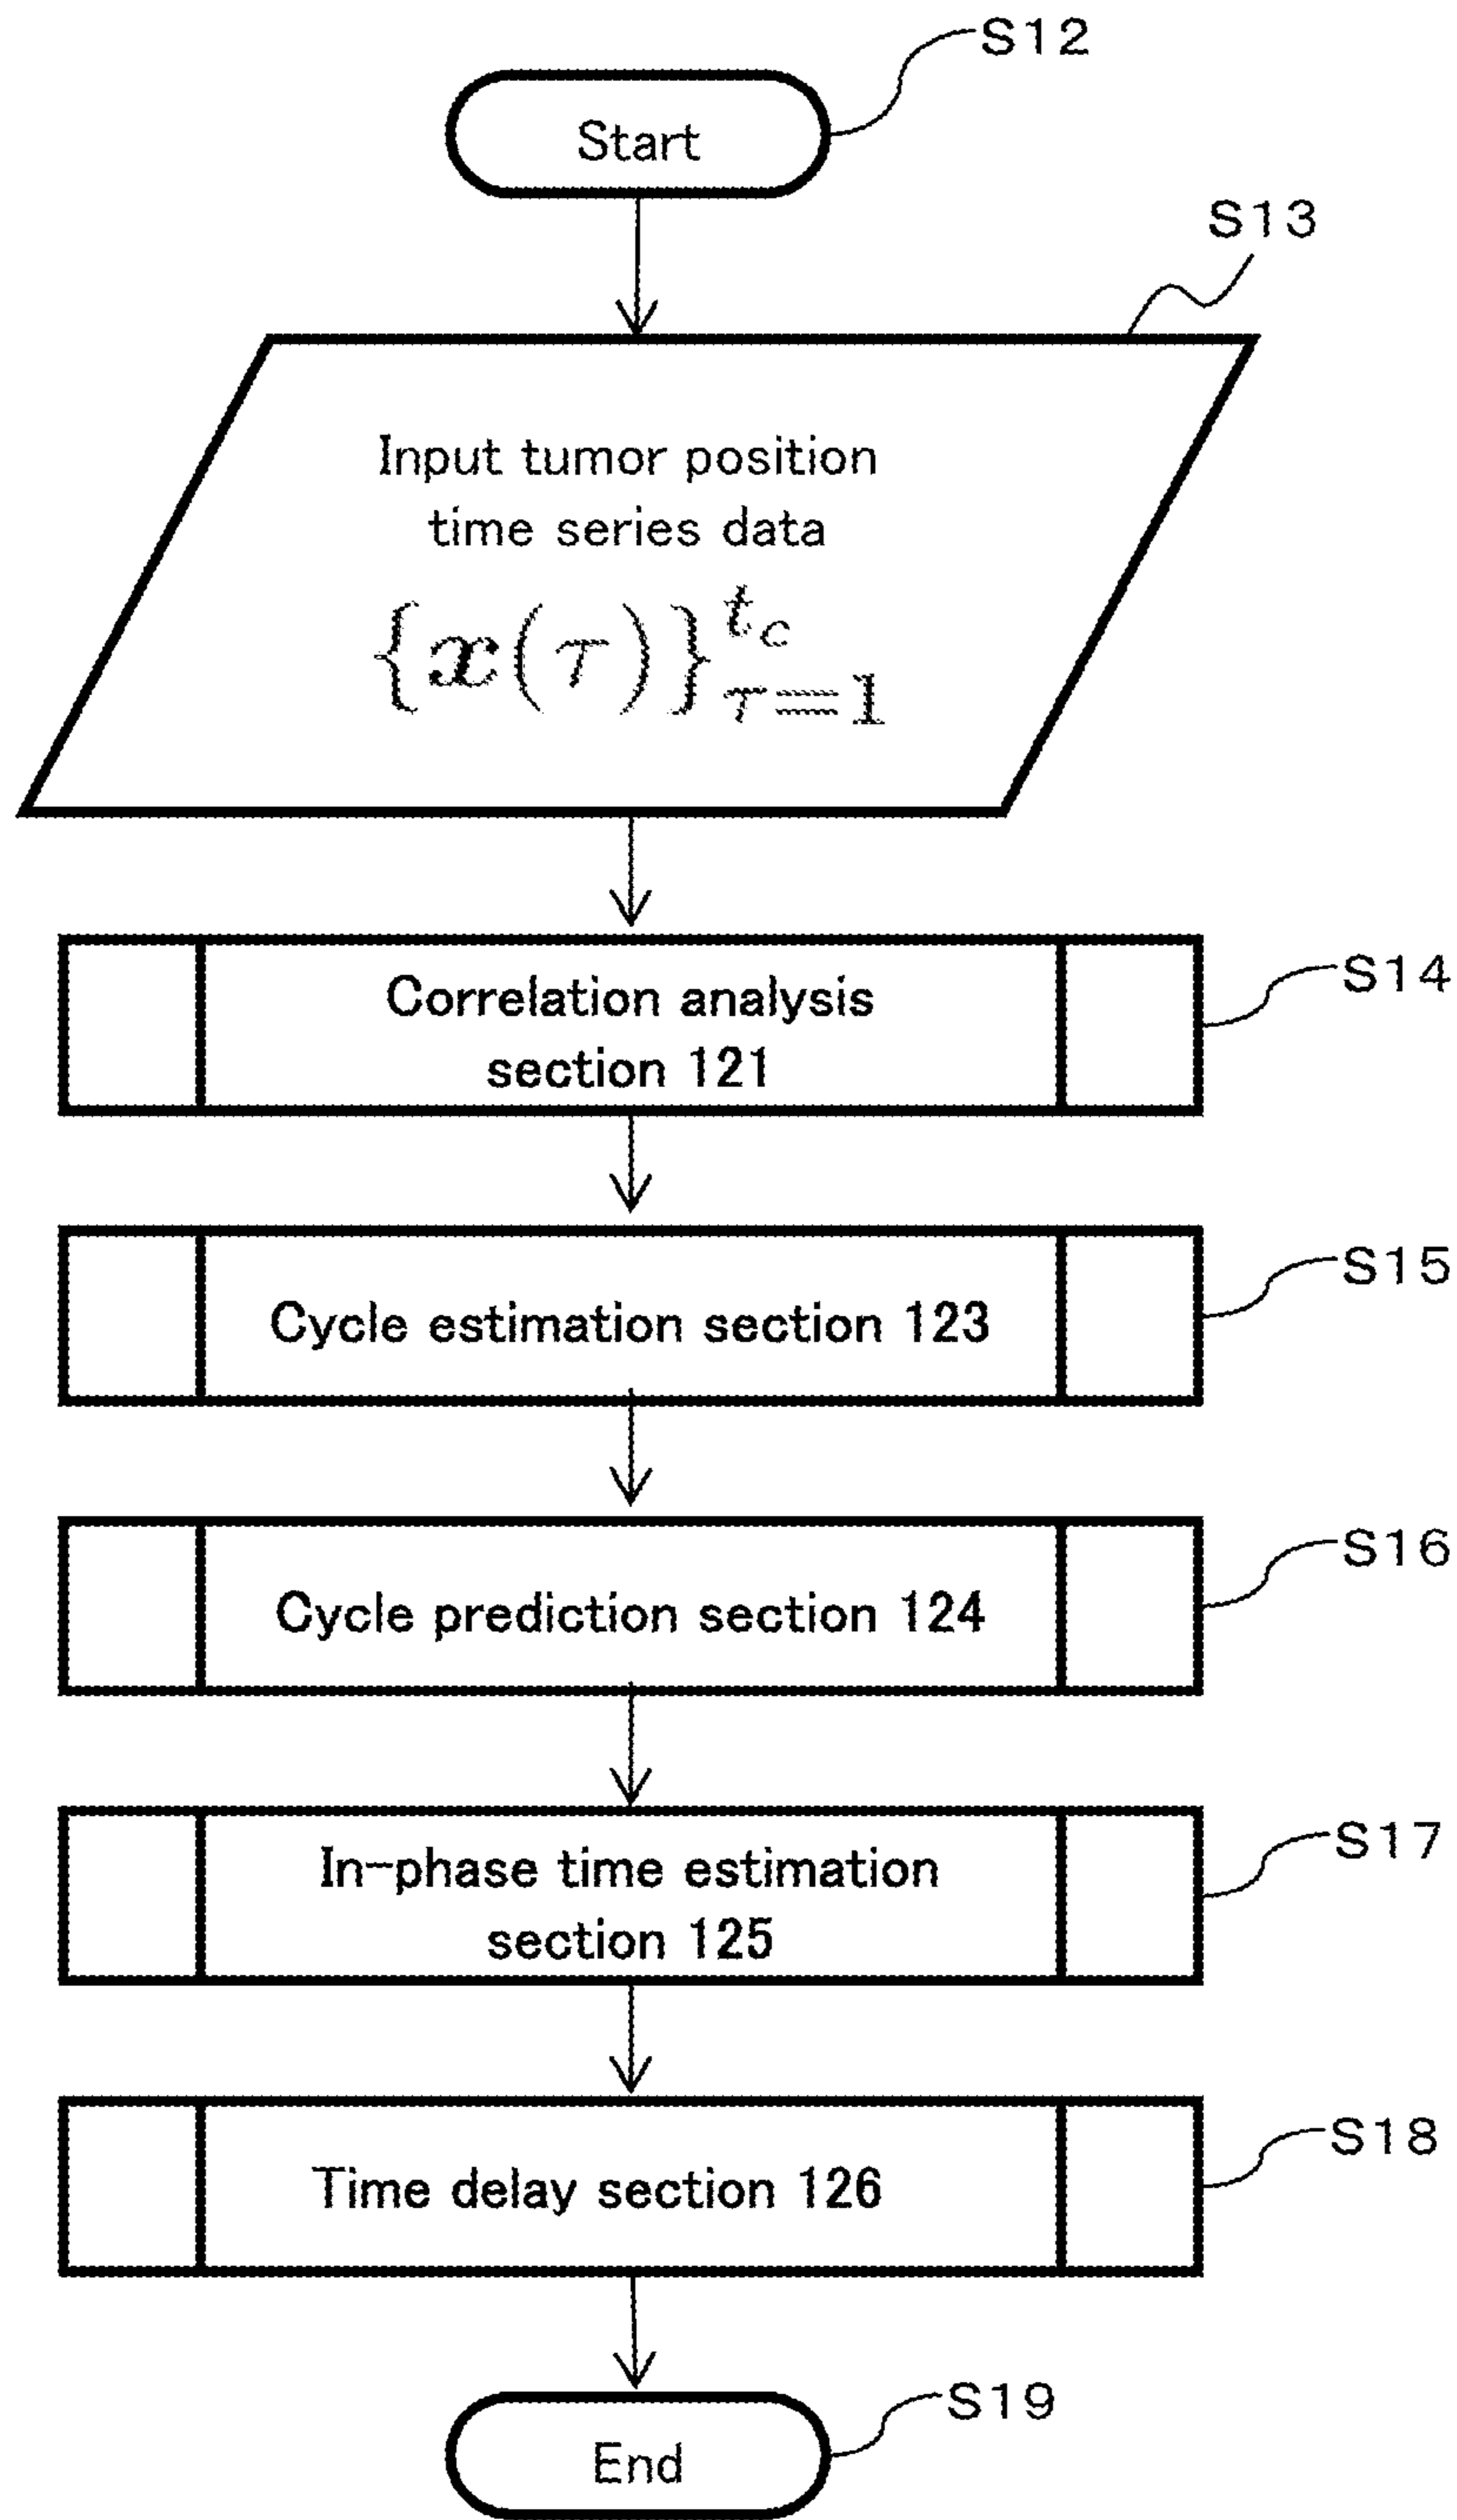 S12
Start
S13
Input tumor position
time series data
{x(τ)}_{τ=1}^{t_c}
Correlation analysis
section 121
S14
Cycle estimation section 123
S15
Cycle prediction section 124
S16
In-phase time estimation
section 125
S17
Time delay section 126
S18
End
S19